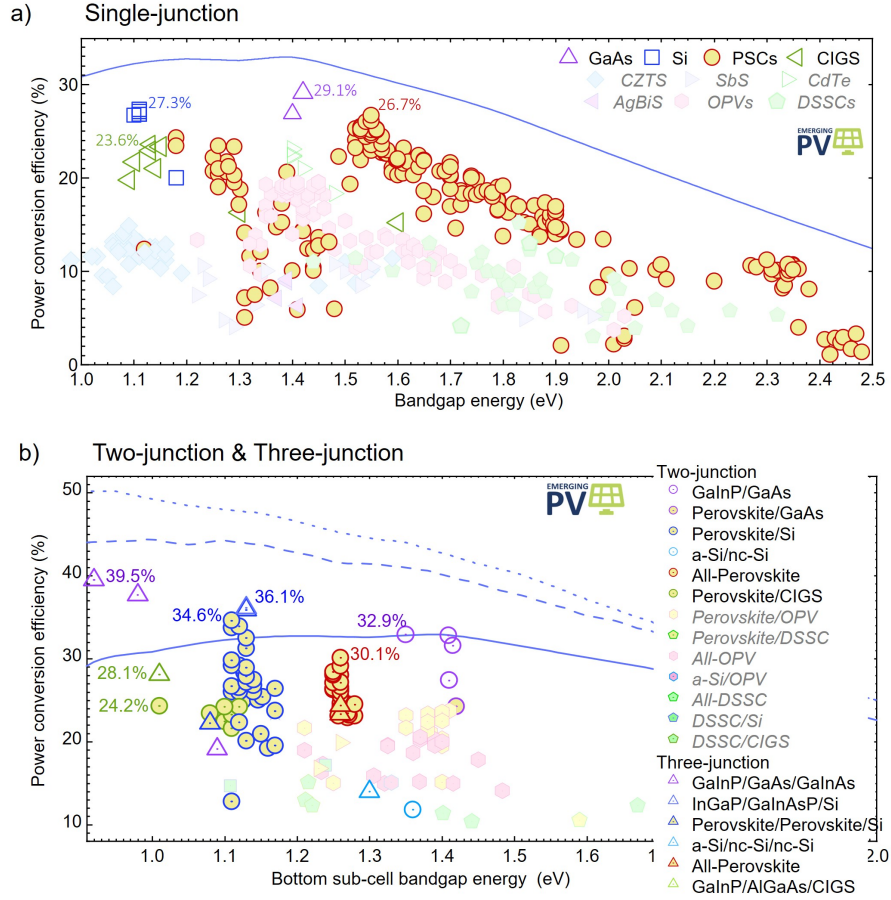 a)
Single-junction
Power conversion efficiency (%)
30
20
10
0
GaAs
Si
PSCs
CIGS
CZTS
SbS
CdTe
AgBiS
OPVs
DSSCs
EMERGING
PV
27.3%
29.1%
26.7%
23.6%
1.0 1.1 1.2 1.3 1.4 1.5 1.6 1.7 1.8 1.9 2.0 2.1 2.2 2.3 2.4 2.5
Bandgap energy (eV)
b)
Two-junction & Three-junction
Power conversion efficiency (%)
50
40
30
20
10
EMERGING
PV
39.5%
36.1%
34.6%
32.9%
30.1%
28.1%
24.2%
1.0 1.1 1.2 1.3 1.4 1.5 1.6 1. 2.0
Bottom sub-cell bandgap energy (eV)
Two-junction
GaInP/GaAs
Perovskite/GaAs
Perovskite/Si
a-Si/nc-Si
All-Perovskite
Perovskite/CIGS
Perovskite/OPV
Perovskite/DSSC
All-OPV
a-Si/OPV
All-DSSC
DSSC/Si
DSSC/CIGS
Three-junction
GaInP/GaAs/GaInAs
InGaP/GaInAsP/Si
Perovskite/Perovskite/Si
a-Si/nc-Si/nc-Si
All-Perovskite
GaInP/AlGaAs/CIGS